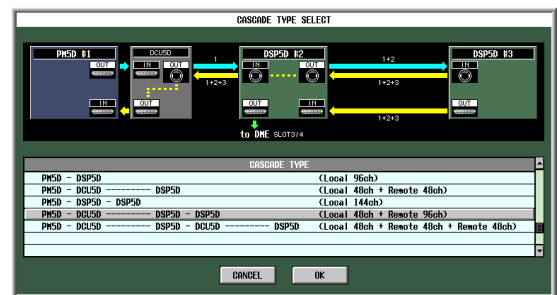 CASCADE TYPE SELECT
PM5D #1
DCU5D
DSP5D #2
DSP5D #3
OUT
IN
OUT
1
1+2+3
IN
OUT
1+2
1+2+3
IN
IN
OUT
OUT
IN
1+2+3
OUT
to DME SLOT3/4
CASCADE TYPE
PM5D - DSP5D (Local 96ch)
PM5D - DCU5D --------- DSP5D (Local 48ch + Remote 48ch)
PM5D - DSP5D - DSP5D (Local 144ch)
PM5D - DCU5D --------- DSP5D - DSP5D (Local 48ch + Remote 96ch)
PM5D - DCU5D --------- DSP5D - DCU5D --------- DSP5D (Local 48ch + Remote 48ch + Remote 48ch)
CANCEL
OK